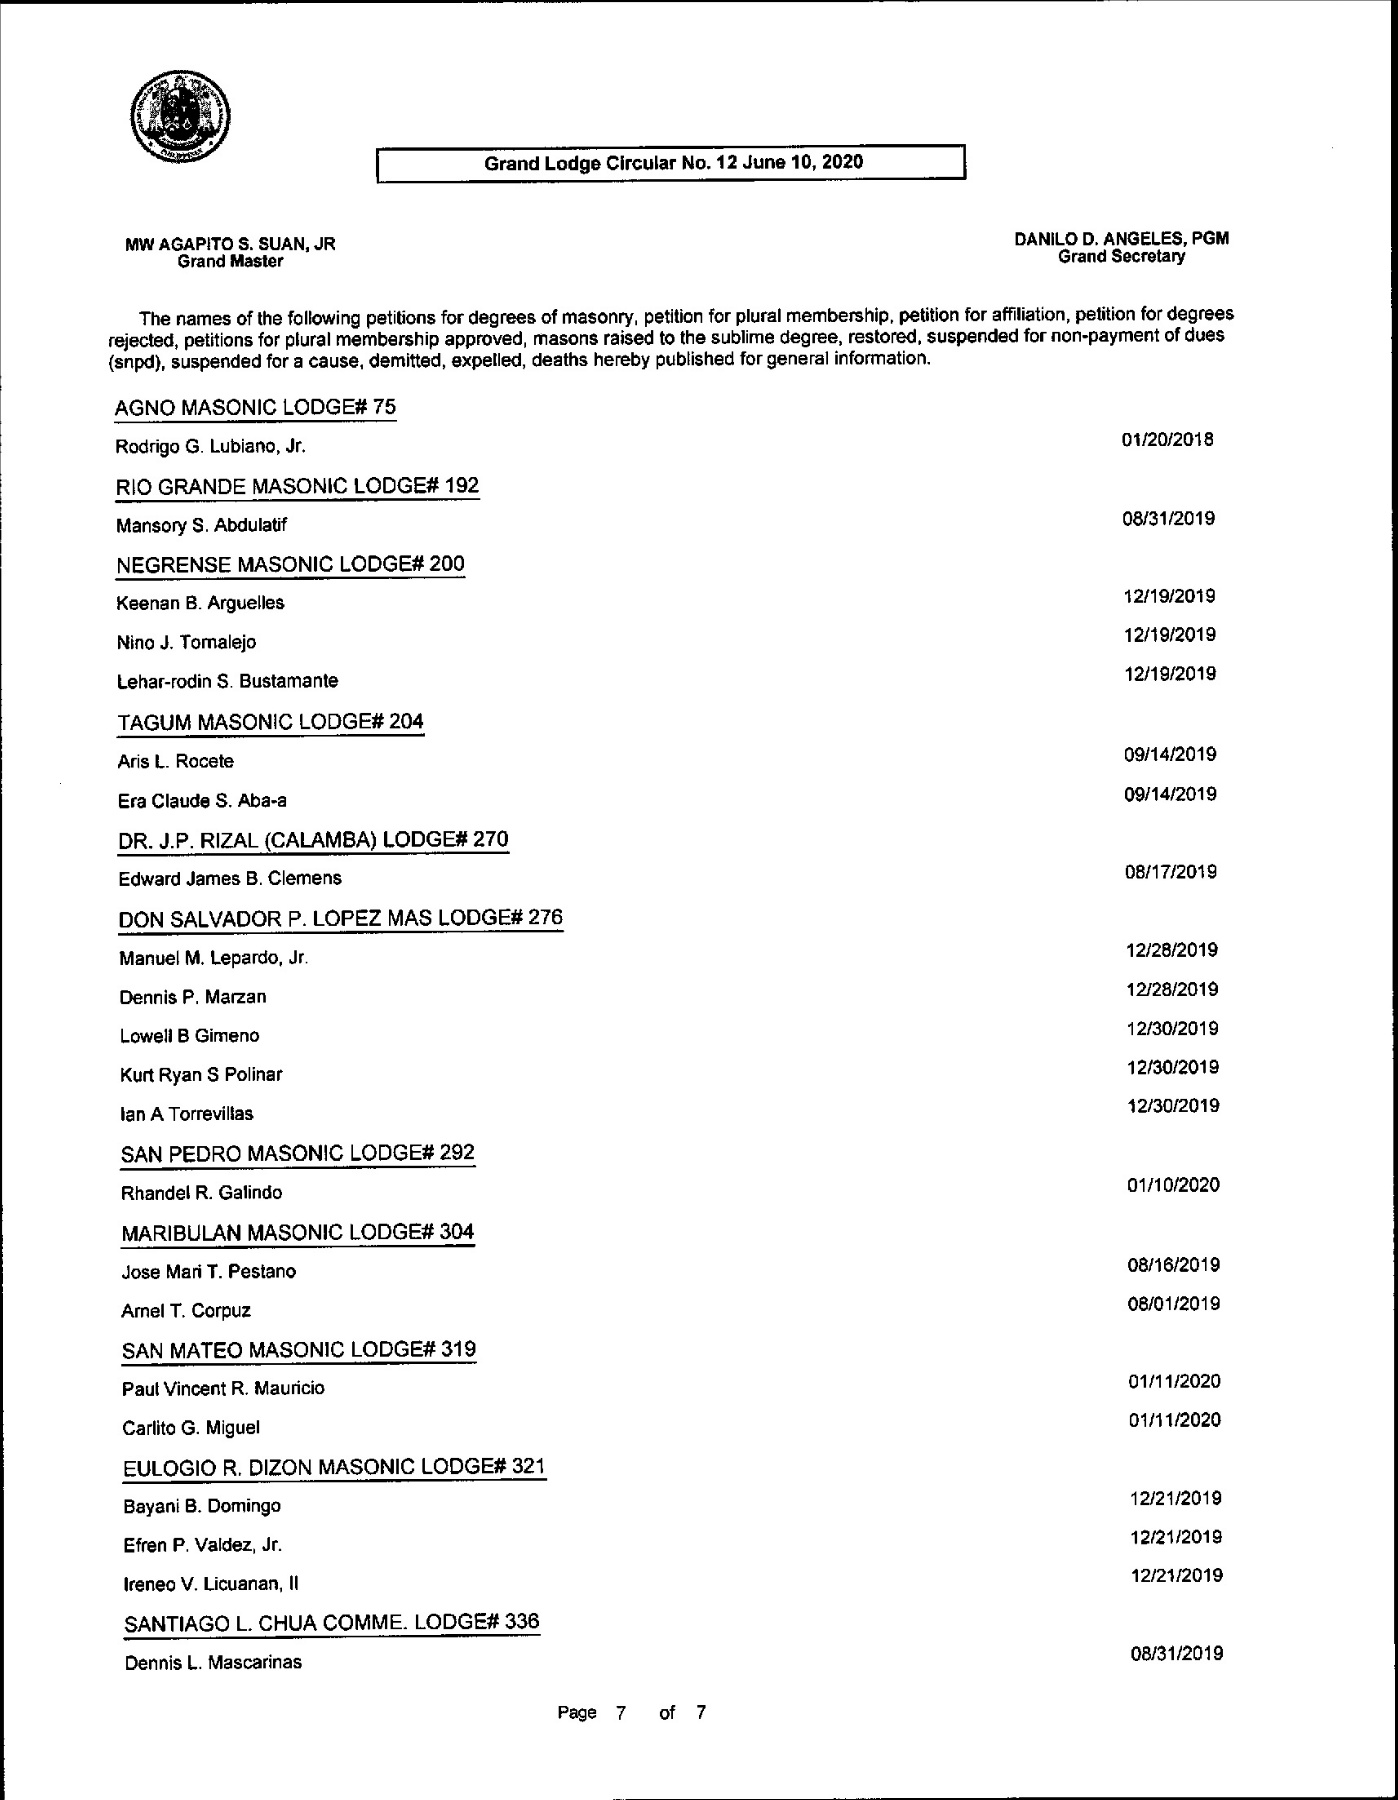 PHILIPPINES
Grand Lodge Circular No. 12 June 10, 2020
MW AGAPITO S. SUAN, JR
Grand Master
DANILO D. ANGELES, PGM
Grand Secretary
The names of the following petitions for degrees of masonry, petition for plural membership, petition for affiliation, petition for degrees
rejected, petitions for plural membership approved, masons raised to the sublime degree, restored, suspended for non-payment of dues
(snpd), suspended for a cause, demitted, expelled, deaths hereby published for general information.
AGNO MASONIC LODGE# 75
Rodrigo G. Lubiano, Jr. 01/20/2018
RIO GRANDE MASONIC LODGE# 192
Mansory S. Abdulatif 08/31/2019
NEGRENSE MASONIC LODGE# 200
Keenan B. Arguelles 12/19/2019
Nino J. Tomalejo 12/19/2019
Lehar-rodin S. Bustamante 12/19/2019
TAGUM MASONIC LODGE# 204
Aris L. Rocete 09/14/2019
Era Claude S. Aba-a 09/14/2019
DR. J.P. RIZAL (CALAMBA) LODGE# 270
Edward James B. Clemens 08/17/2019
DON SALVADOR P. LOPEZ MAS LODGE# 276
Manuel M. Lepardo, Jr. 12/28/2019
Dennis P. Marzan 12/28/2019
Lowell B Gimeno 12/30/2019
Kurt Ryan S Polinar 12/30/2019
Ian A Torrevillas 12/30/2019
SAN PEDRO MASONIC LODGE# 292
Rhandel R. Galindo 01/10/2020
MARIBULAN MASONIC LODGE# 304
Jose Mari T. Pestano 08/16/2019
Arnel T. Corpuz 08/01/2019
SAN MATEO MASONIC LODGE# 319
Paul Vincent R. Mauricio 01/11/2020
Carlito G. Miguel 01/11/2020
EULOGIO R. DIZON MASONIC LODGE# 321
Bayani B. Domingo 12/21/2019
Efren P. Valdez, Jr. 12/21/2019
Ireneo V. Licuanan, II 12/21/2019
SANTIAGO L. CHUA COMME. LODGE# 336
Dennis L. Mascarinas 08/31/2019
Page 7 of 7